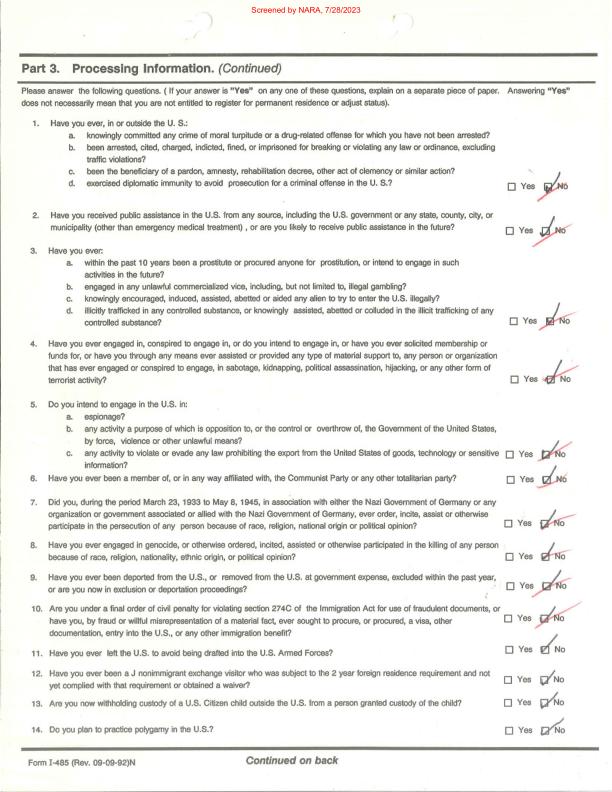 Screened by NARA, 7/28/2023
Part 3. Processing Information. (Continued)
Please answer the following questions. ( If your answer is "Yes" on any one of these questions, explain on a separate piece of paper. Answering "Yes"
does not necessarily mean that you are not entitled to register for permanent residence or adjust status).
1. Have you ever, in or outside the U. S.:
a. knowingly committed any crime of moral turpitude or a drug-related offense for which you have not been arrested?
b. been arrested, cited, charged, indicted, fined, or imprisoned for breaking or violating any law or ordinance, excluding
traffic violations?
c. been the beneficiary of a pardon, amnesty, rehabilitation decree, other act of clemency or similar action?
d. exercised diplomatic immunity to avoid prosecution for a criminal offense in the U. S.?
Yes No
2. Have you received public assistance in the U.S. from any source, including the U.S. government or any state, county, city, or
municipality (other than emergency medical treatment) , or are you likely to receive public assistance in the future?
Yes No
3. Have you ever:
a. within the past 10 years been a prostitute or procured anyone for prostitution, or intend to engage in such
activities in the future?
b. engaged in any unlawful commercialized vice, including, but not limited to, illegal gambling?
c. knowingly encouraged, induced, assisted, abetted or aided any alien to try to enter the U.S. illegally?
d. illicitly trafficked in any controlled substance, or knowingly assisted, abetted or colluded in the illicit trafficking of any
controlled substance?
Yes No
4. Have you ever engaged in, conspired to engage in, or do you intend to engage in, or have you ever solicited membership or
funds for, or have you through any means ever assisted or provided any type of material support to, any person or organization
that has ever engaged or conspired to engage, in sabotage, kidnapping, political assassination, hijacking, or any other form of
terrorist activity?
Yes No
5. Do you intend to engage in the U.S. in:
a. espionage?
b. any activity a purpose of which is opposition to, or the control or overthrow of, the Government of the United States,
by force, violence or other unlawful means?
c. any activity to violate or evade any law prohibiting the export from the United States of goods, technology or sensitive
information?
Yes No
6. Have you ever been a member of, or in any way affiliated with, the Communist Party or any other totalitarian party?
Yes No
7. Did you, during the period March 23, 1933 to May 8, 1945, in association with either the Nazi Government of Germany or any
organization or government associated or allied with the Nazi Government of Germany, ever order, incite, assist or otherwise
participate in the persecution of any person because of race, religion, national origin or political opinion?
Yes No
8. Have you ever engaged in genocide, or otherwise ordered, incited, assisted or otherwise participated in the killing of any person
because of race, religion, nationality, ethnic origin, or political opinion?
Yes No
9. Have you ever been deported from the U.S., or removed from the U.S. at government expense, excluded within the past year,
or are you now in exclusion or deportation proceedings?
Yes No
10. Are you under a final order of civil penalty for violating section 274C of the Immigration Act for use of fraudulent documents, or
have you, by fraud or willful misrepresentation of a material fact, ever sought to procure, or procured, a visa, other
documentation, entry into the U.S., or any other immigration benefit?
Yes No
11. Have you ever left the U.S. to avoid being drafted into the U.S. Armed Forces?
Yes No
12. Have you ever been a J nonimmigrant exchange visitor who was subject to the 2 year foreign residence requirement and not
yet complied with that requirement or obtained a waiver?
Yes No
13. Are you now withholding custody of a U.S. Citizen child outside the U.S. from a person granted custody of the child?
Yes No
14. Do you plan to practice polygamy in the U.S.?
Yes No
Form I-485 (Rev. 09-09-92)N
Continued on back